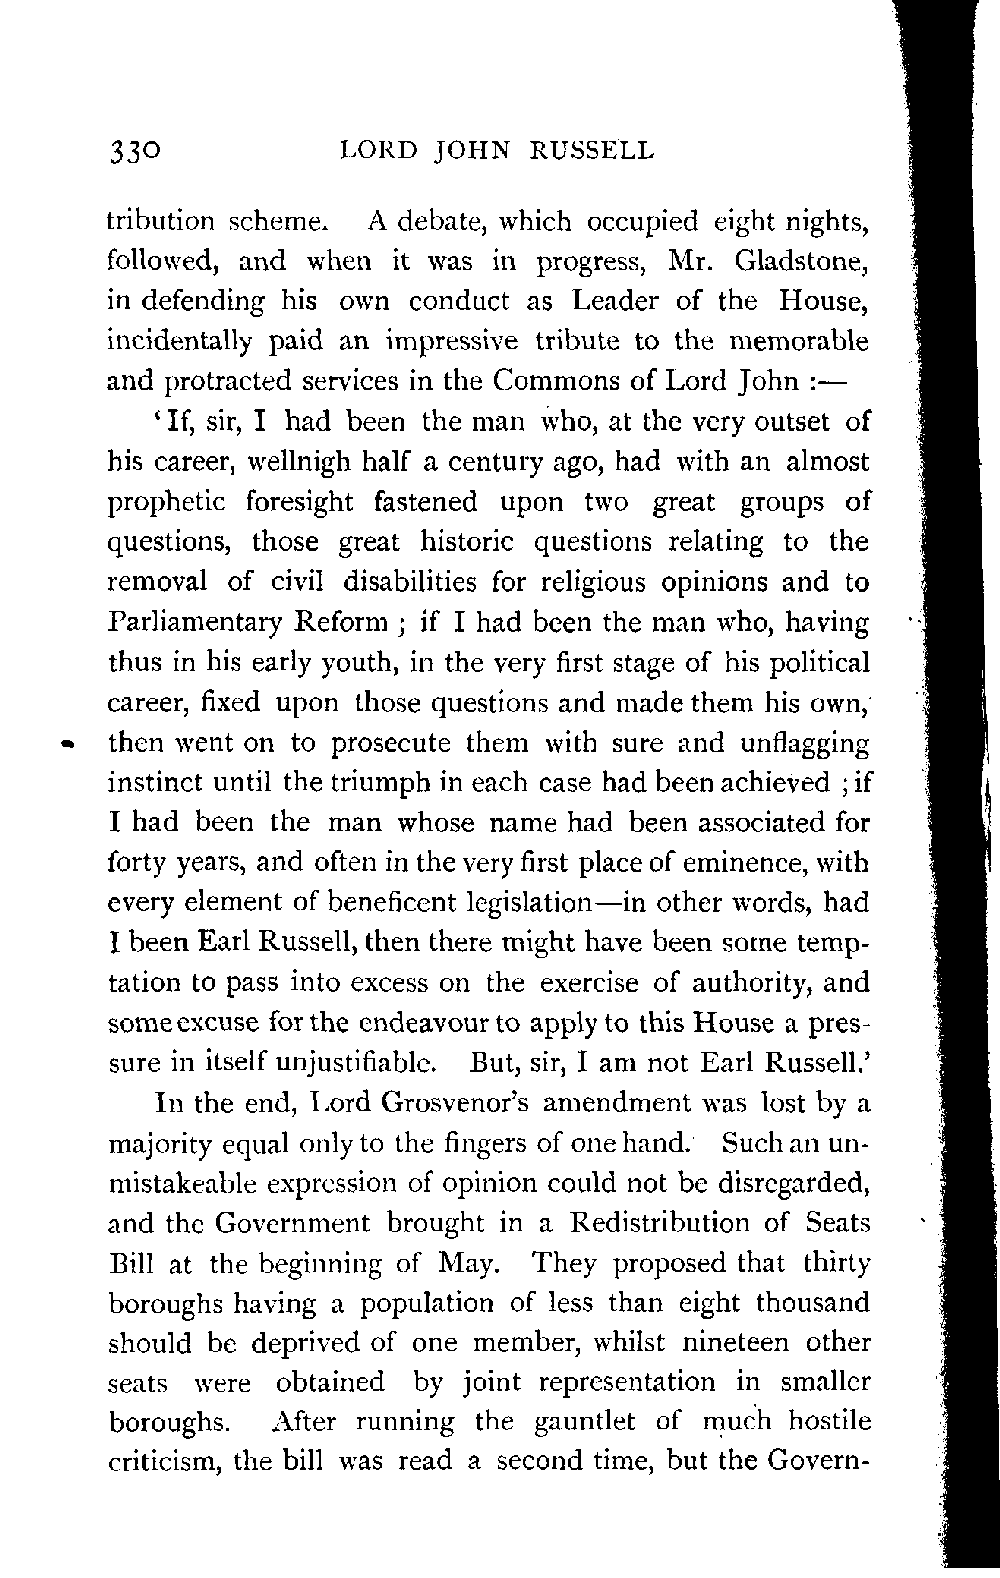 330 LORD JOHN RUSSELL
tribution scheme. A debate, which occupied eight nights,
followed, and when it was in progress, Mr. Gladstone,
in defending his own conduct as Leader of the House,
incidentally paid an impressive tribute to the memorable
and protracted services in the Commons of Lord John :—
‘If, sir, I had been the man who, at the very outset of
his career, wellnigh half a century ago, had with an almost
prophetic foresight fastened upon two great groups of
questions, those great historic questions relating to the
removal of civil disabilities for religious opinions and to
Parliamentary Reform ; if I had been the man who, having
thus in his early youth, in the very first stage of his political
career, fixed upon those questions and made them his own,
then went on to prosecute them with sure and unflagging
instinct until the triumph in each case had been achieved ; if
I had been the man whose name had been associated for
forty years, and often in the very first place of eminence, with
every element of beneficent legislation—in other words, had
I been Earl Russell, then there might have been some temp-
tation to pass into excess on the exercise of authority, and
some excuse for the endeavour to apply to this House a pres-
sure in itself unjustifiable. But, sir, I am not Earl Russell.’
In the end, Lord Grosvenor’s amendment was lost by a
majority equal only to the fingers of one hand. Such an un-
mistakeable expression of opinion could not be disregarded,
and the Government brought in a Redistribution of Seats
Bill at the beginning of May. They proposed that thirty
boroughs having a population of less than eight thousand
should be deprived of one member, whilst nineteen other
seats were obtained by joint representation in smaller
boroughs. After running the gauntlet of much hostile
criticism, the bill was read a second time, but the Govern-